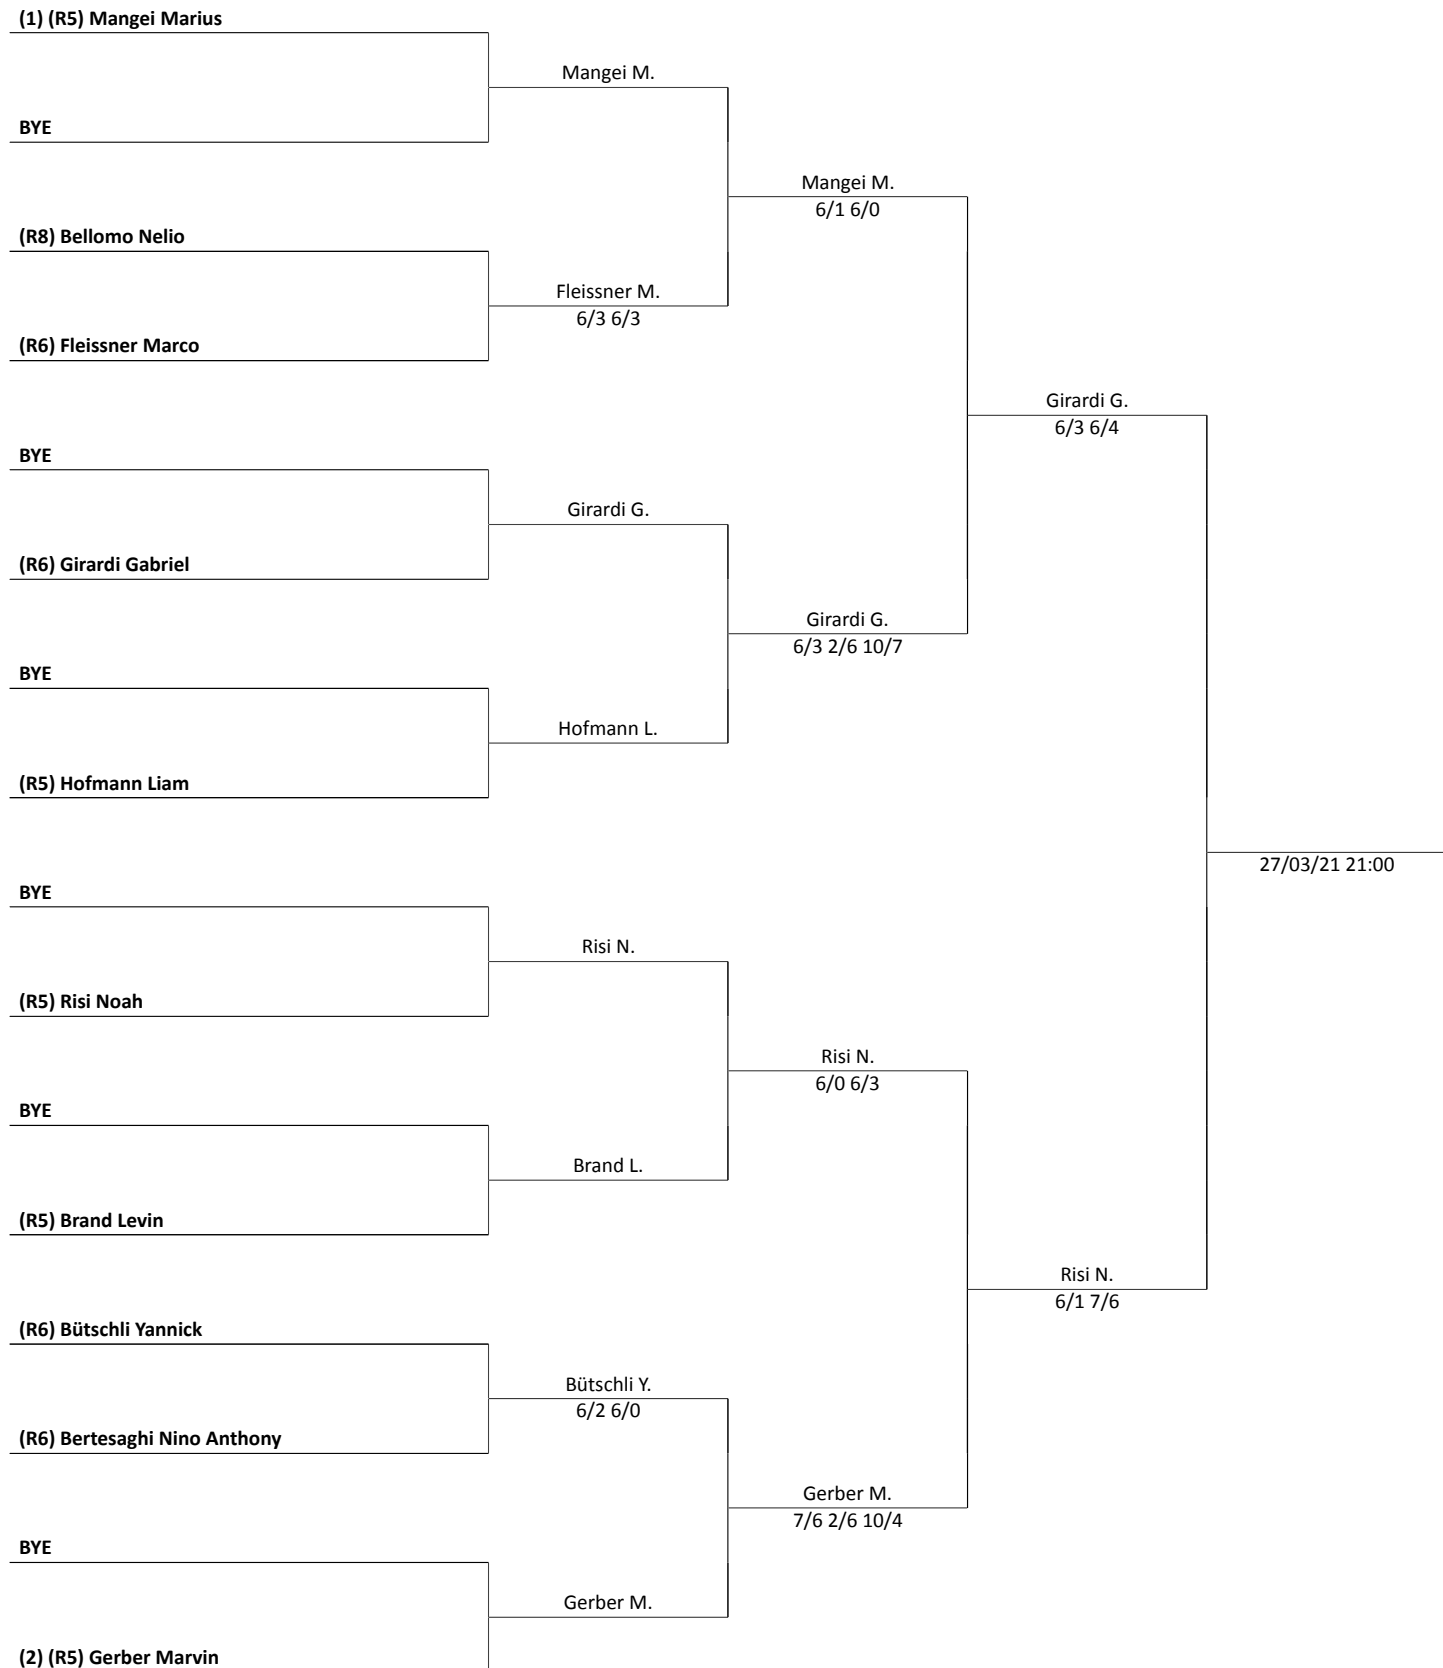 (1) (R5) Mangei Marius
Mangei M.
BYE
Mangei M.
6/1 6/0
(R8) Bellomo Nelio
Fleissner M.
6/3 6/3
(R6) Fleissner Marco
Girardi G.
6/3 6/4
BYE
Girardi G.
(R6) Girardi Gabriel
Girardi G.
6/3 2/6 10/7
BYE
Hofmann L.
(R5) Hofmann Liam
27/03/21 21:00
BYE
Risi N.
(R5) Risi Noah
Risi N.
6/0 6/3
BYE
Brand L.
(R5) Brand Levin
Risi N.
6/1 7/6
(R6) Bütschli Yannick
Bütschli Y.
6/2 6/0
(R6) Bertesaghi Nino Anthony
Gerber M.
7/6 2/6 10/4
BYE
Gerber M.
(2) (R5) Gerber Marvin